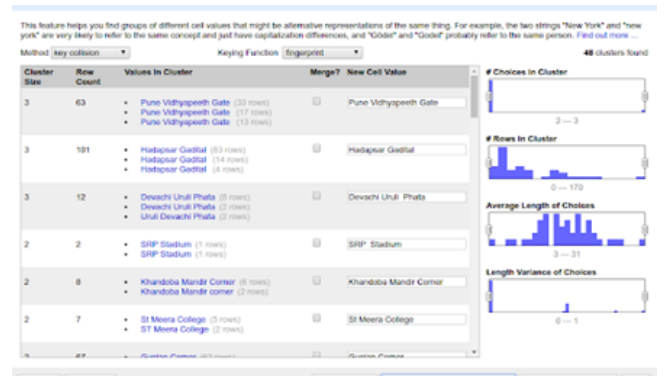 This feature helps you find groups of different cell values that might be alternative representations of the same thing. For example, the two strings "New York" and "new
york" are very likely to refer to the same concept and just have capitalization differences, and "Gödel" and "Godel" probably refer to the same person. Find out more ...
Method key collision Keying Function fingerprint 48 clusters found
Cluster Size Row Count Values in Cluster Merge? New Cell Value
3 63 • Pune Vidhyapeeth Gate (33 rows) Pune Vidhyapeeth Gate
• Pune Vidhyapeeth Gate (17 rows)
• Pune Vidhyapeeth Gate (13 rows)
3 101 • Hadapsar Gadital (83 rows) Hadapsar Gadital
• Hadapsar Gadital (14 rows)
• Hadapsar Gadital (4 rows)
3 12 • Devachi Uruli Phata (8 rows) Devachi Uruli Phata
• Devachi Uruli Phata (2 rows)
• Uruli Devachi Phata (2 rows)
2 2 • SRP Stadium (1 rows) SRP Stadium
• SRP Stadium (1 rows)
2 8 • Khandoba Mandir Corner (6 rows) Khandoba Mandir Corner
• Khandoba Mandir corner (2 rows)
2 7 • St Meera College (5 rows) St Meera College
• ST Meera College (2 rows)
# Choices in Cluster
2 — 3
# Rows in Cluster
0 — 170
Average Length of Choices
3 — 31
Length Variance of Choices
0 — 1